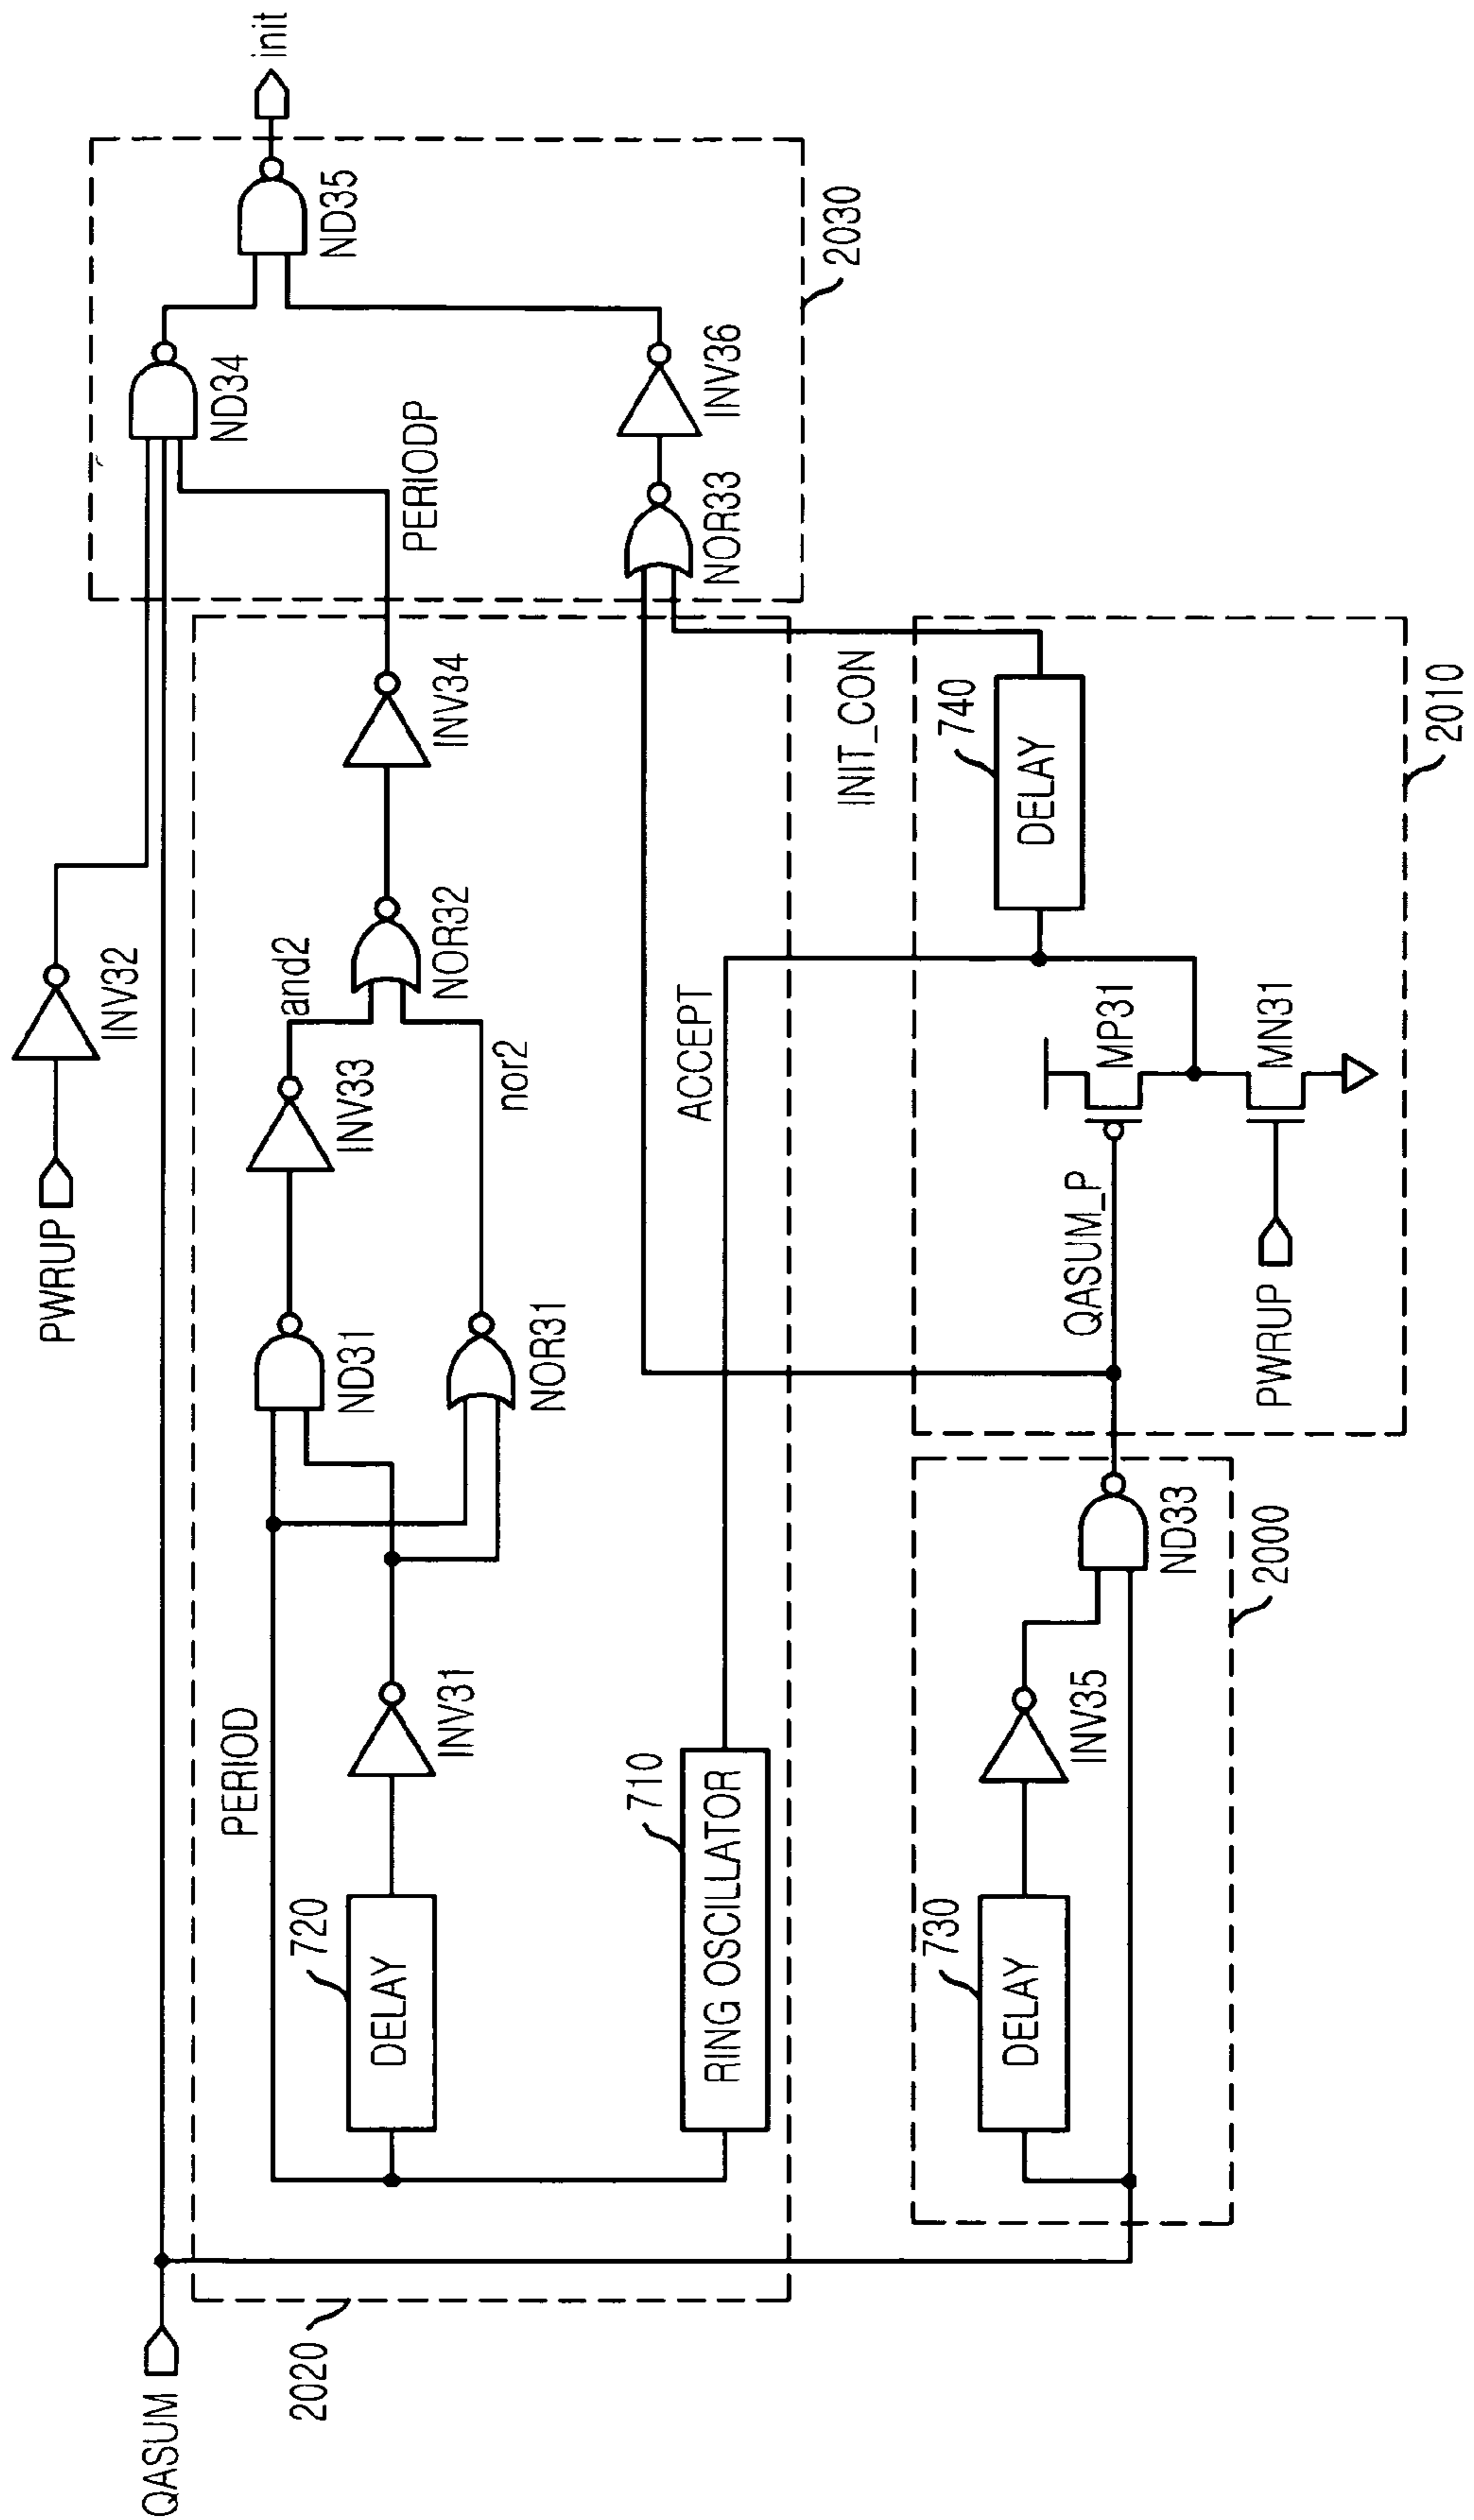 PWRUP
INV32
QASUM
2020
PERIOD
720
DELAY
INV31
ND31
NOR31
INV33
and2
nor2
NOR32
INV34
PERIODP
ND34
ND35
init
710
RING OSCILLATOR
ACCEPT
INIT_CON
NOR33
INV36
2030
730
DELAY
INV35
ND33
2000
QASUM_P
PWRUP
MP31
MN31
740
DELAY
2010